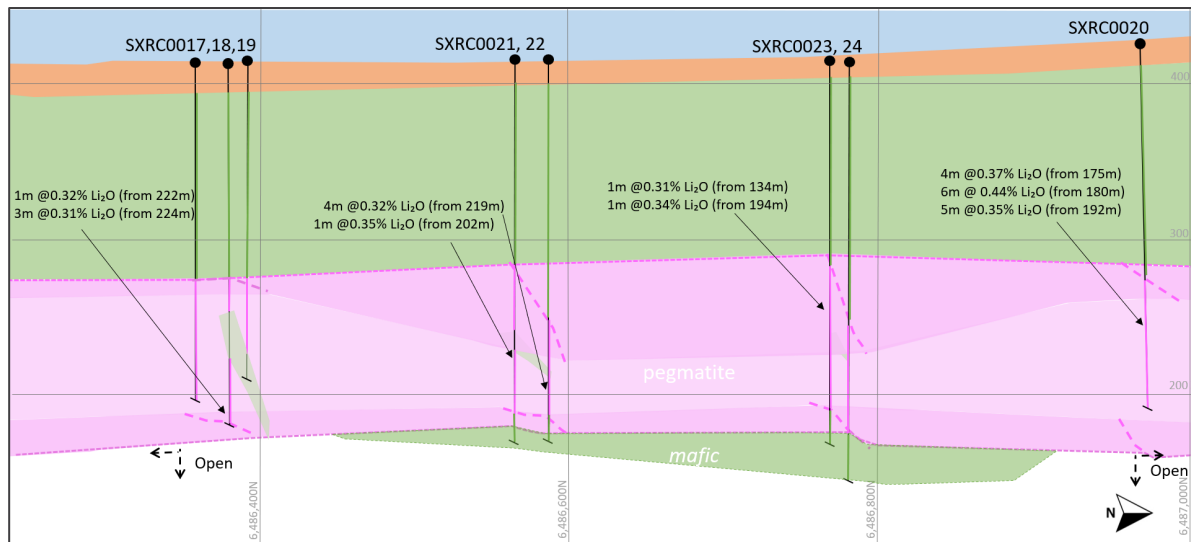 SXRC0017,18,19
SXRC0021, 22
SXRC0023, 24
SXRC0020
400
1m @0.32% Li₂O (from 222m)
3m @0.31% Li₂O (from 224m)
4m @0.32% Li₂O (from 219m)
1m @0.35% Li₂O (from 202m)
1m @0.31% Li₂O (from 134m)
1m @0.34% Li₂O (from 194m)
4m @0.37% Li₂O (from 175m)
6m @ 0.44% Li₂O (from 180m)
5m @0.35% Li₂O (from 192m)
300
pegmatite
200
mafic
Open
Open
6,486,400N
6,486,600N
6,486,800N
6,487,000N
N